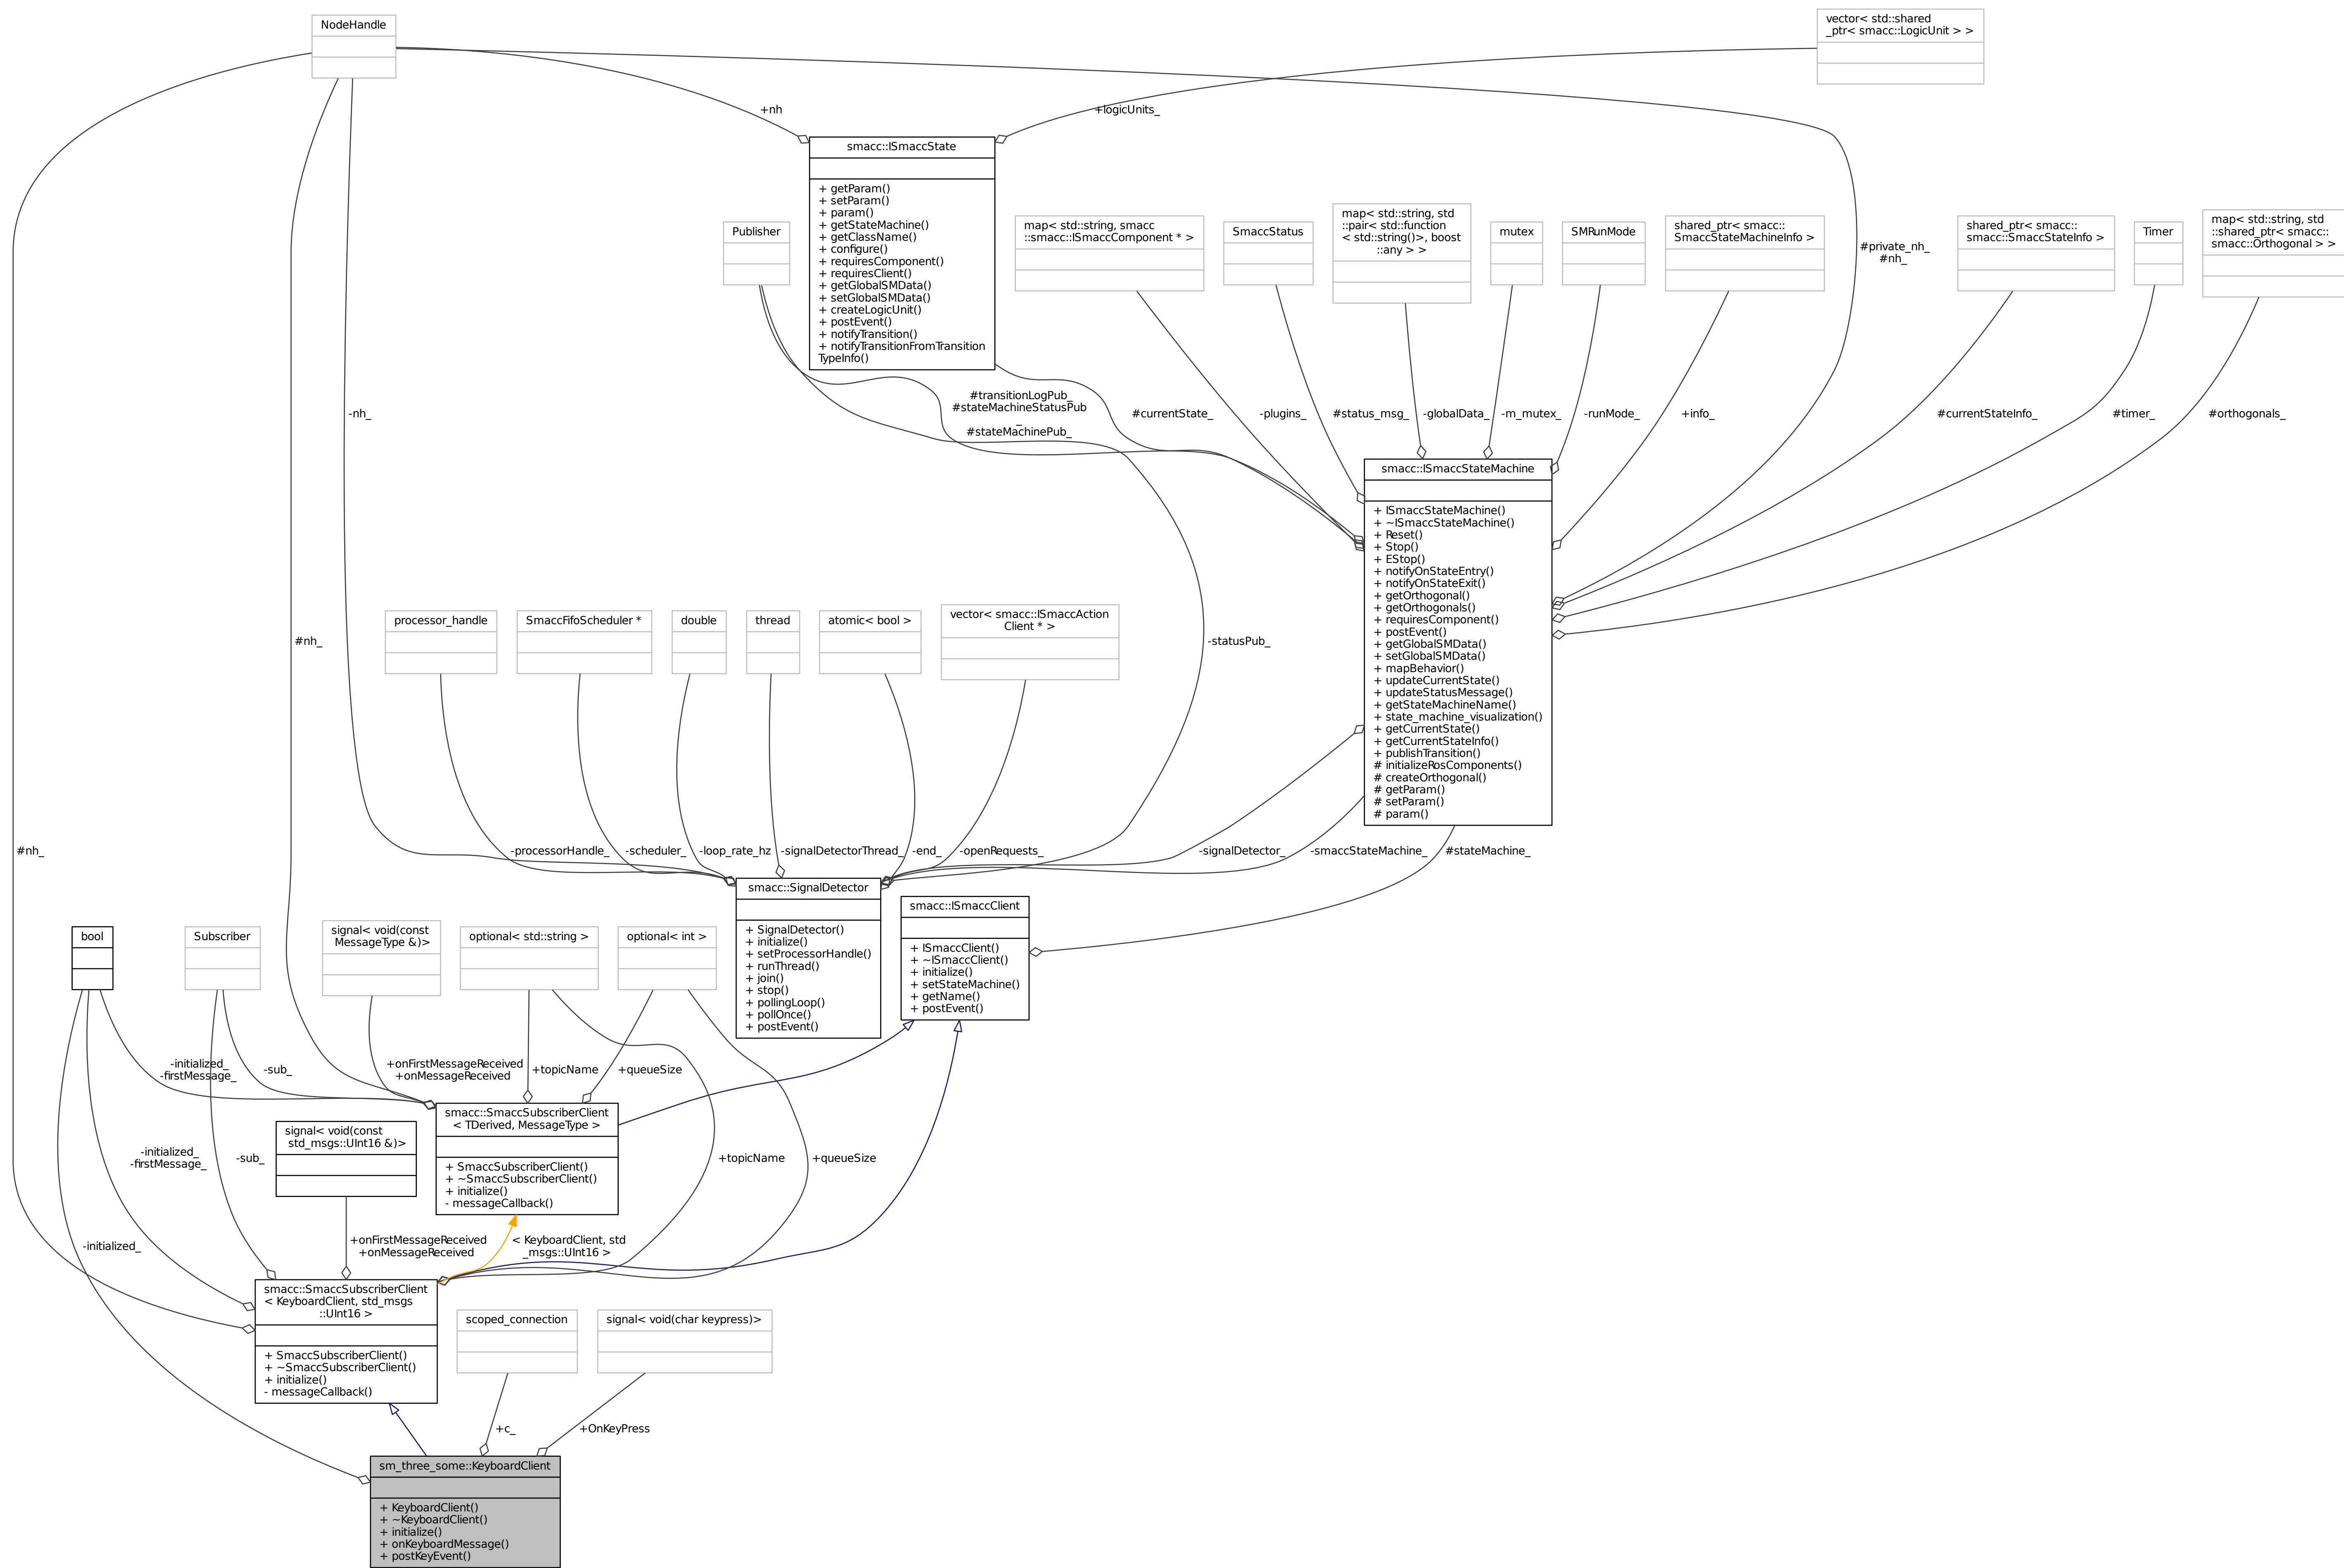 NodeHandle
vector< std::shared
_ptr< smacc::LogicUnit > >
+nh
+logicUnits_
smacc::ISmaccState
+ getParam()
+ setParam()
+ param()
+ getStateMachine()
+ getClassName()
+ configure()
+ requiresComponent()
+ requiresClient()
+ getGlobalSMData()
+ setGlobalSMData()
+ createLogicUnit()
+ postEvent()
+ notifyTransition()
+ notifyTransitionFromTransition
TypeInfo()
Publisher
map< std::string, smacc
::smacc::ISmaccComponent * >
SmaccStatus
map< std::string, std
::pair< std::function
< std::string()>, boost
::any > >
mutex
SMRunMode
shared_ptr< smacc::
SmaccStateMachineInfo >
#private_nh_
#nh_
shared_ptr< smacc::
smacc::SmaccStateInfo >
Timer
map< std::string, std
::shared_ptr< smacc::
smacc::Orthogonal > >
-nh_
#transitionLogPub_
#stateMachineStatusPub
_
#stateMachinePub_
#currentState_
-plugins_
#status_msg_
-globalData_
-m_mutex_
-runMode_
+info_
#currentStateInfo_
#timer_
#orthogonals_
smacc::ISmaccStateMachine
+ ISmaccStateMachine()
+ ~ISmaccStateMachine()
+ Reset()
+ Stop()
+ EStop()
+ notifyOnStateEntry()
+ notifyOnStateExit()
+ getOrthogonal()
+ getOrthogonals()
+ requiresComponent()
+ postEvent()
+ getGlobalSMData()
+ setGlobalSMData()
+ mapBehavior()
+ updateCurrentState()
+ updateStatusMessage()
+ getStateMachineName()
+ state_machine_visualization()
+ getCurrentState()
+ getCurrentStateInfo()
+ publishTransition()
# initializeRosComponents()
# createOrthogonal()
# getParam()
# setParam()
# param()
processor_handle
SmaccFifoScheduler *
double
thread
atomic< bool >
vector< smacc::ISmaccAction
Client * >
#nh_
-statusPub_
#nh_
-processorHandle_
-scheduler_
-loop_rate_hz
-signalDetectorThread_
-end_
-openRequests_
-signalDetector_
-smaccStateMachine_
#stateMachine_
smacc::SignalDetector
+ SignalDetector()
+ initialize()
+ setProcessorHandle()
+ runThread()
+ join()
+ stop()
+ pollingLoop()
+ pollOnce()
+ postEvent()
smacc::ISmaccClient
+ ISmaccClient()
+ ~ISmaccClient()
+ initialize()
+ setStateMachine()
+ getName()
+ postEvent()
bool
Subscriber
signal< void(const
MessageType &)>
optional< std::string >
optional< int >
-initialized_
-firstMessage_
-sub_
+onFirstMessageReceived
+onMessageReceived
+topicName
+queueSize
smacc::SmaccSubscriberClient
< TDerived, MessageType >
+ SmaccSubscriberClient()
+ ~SmaccSubscriberClient()
+ initialize()
- messageCallback()
signal< void(const
std_msgs::UInt16 &)>
-initialized_
-firstMessage_
-sub_
+topicName
+queueSize
-initialized_
+onFirstMessageReceived
+onMessageReceived
< KeyboardClient, std
_msgs::UInt16 >
smacc::SmaccSubscriberClient
< KeyboardClient, std_msgs
::UInt16 >
+ SmaccSubscriberClient()
+ ~SmaccSubscriberClient()
+ initialize()
- messageCallback()
scoped_connection
signal< void(char keypress)>
+c_
+OnKeyPress
sm_three_some::KeyboardClient
+ KeyboardClient()
+ ~KeyboardClient()
+ initialize()
+ onKeyboardMessage()
+ postKeyEvent()